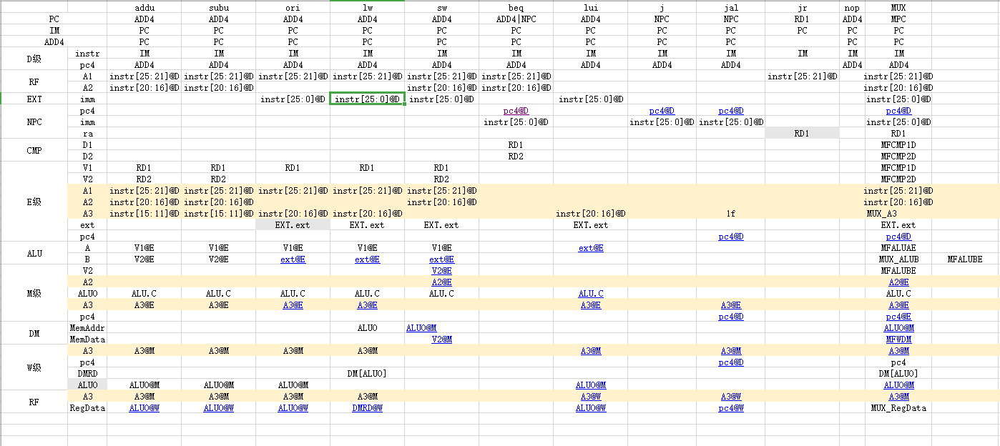 addu subu ori lw sw beq lui j jal jr nop MUX
PC ADD4 ADD4 ADD4 ADD4 ADD4 ADD4|NPC ADD4 NPC NPC RD1 ADD4 MPC
IM PC PC PC PC PC PC PC PC PC PC PC PC
ADD4 PC PC PC PC PC PC PC PC PC PC PC
D级 instr IM IM IM IM IM IM IM IM IM IM IM IM
pc4 ADD4 ADD4 ADD4 ADD4 ADD4 ADD4 ADD4 ADD4 ADD4 ADD4 ADD4
RF A1 instr[25:21]@D instr[25:21]@D instr[25:21]@D instr[25:21]@D instr[25:21]@D instr[25:21]@D instr[25:21]@D instr[25:21]@D
A2 instr[20:16]@D instr[20:16]@D instr[20:16]@D instr[20:16]@D instr[20:16]@D
EXT imm instr[25:0]@D instr[25:0]@D instr[25:0]@D instr[25:0]@D instr[25:0]@D
NPC pc4 pc4@D pc4@D pc4@D pc4@D
imm instr[25:0]@D instr[25:0]@D instr[25:0]@D instr[25:0]@D
ra RD1 RD1
CMP D1 RD1 MFCMP1D
D2 RD2 MFCMP2D
E级 V1 RD1 RD1 RD1 RD1 RD1 MFCMP1D
V2 RD2 RD2 RD2 MFCMP2D
A1 instr[25:21]@D instr[25:21]@D instr[25:21]@D instr[25:21]@D instr[25:21]@D instr[25:21]@D
A2 instr[20:16]@D instr[20:16]@D instr[20:16]@D instr[20:16]@D
A3 instr[15:11]@D instr[15:11]@D instr[20:16]@D instr[20:16]@D instr[20:16]@D 1f MUX_A3
ext EXT.ext EXT.ext EXT.ext EXT.ext EXT.ext
pc4 pc4@D pc4@D
ALU A V1@E V1@E V1@E V1@E V1@E ext@E MFALUAE
B V2@E V2@E ext@E ext@E ext@E MUX_ALUB MFALUBE
M级 V2 V2@E MFALUBE
A2 A2@E A2@E
ALUO ALU.C ALU.C ALU.C ALU.C ALU.C ALU.C ALU.C
A3 A3@E A3@E A3@E A3@E A3@E A3@E A3@E
pc4 pc4@D pc4@E
DM MemAddr ALUO ALUO@M ALUO@M
MemData V2@M MFWDM
W级 A3 A3@M A3@M A3@M A3@M A3@M A3@M A3@M
pc4 pc4@D pc4
DMRD DM[ALUO] DM[ALUO]
ALUO ALUO@M ALUO@M ALUO@M ALUO@M ALUO@M
RF A3 A3@M A3@M A3@M A3@M A3@W A3@W A3@M
RegData ALUO@W ALUO@W ALUO@W DMRD@W ALUO@W pc4@W MUX_RegData